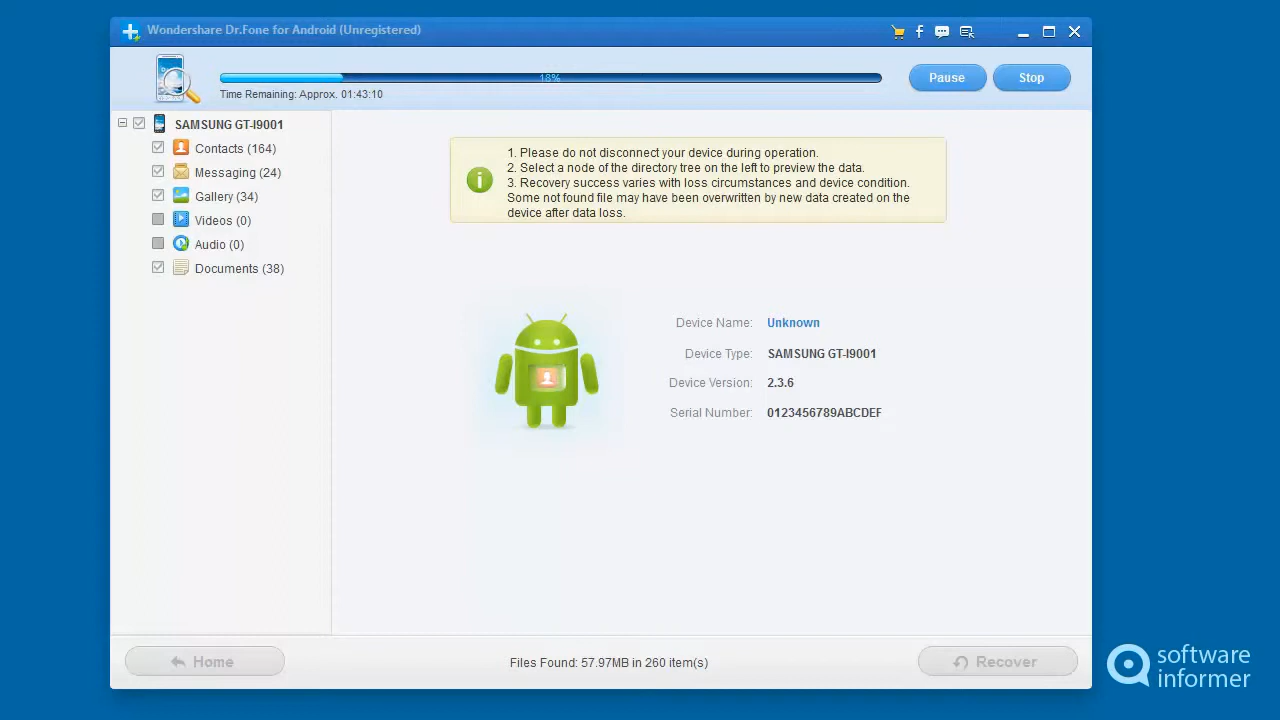 Wondershare Dr.Fone for Android (Unregistered)
18%
Time Remaining: Approx. 01:43:10
Pause
Stop
SAMSUNG GT-I9001
Contacts (164)
Messaging (24)
Gallery (34)
Videos (0)
Audio (0)
Documents (38)
1. Please do not disconnect your device during operation.
2. Select a node of the directory tree on the left to preview the data.
3. Recovery success varies with loss circumstances and device condition.
Some not found file may have been overwritten by new data created on the
device after data loss.
Device Name: Unknown
Device Type: SAMSUNG GT-I9001
Device Version: 2.3.6
Serial Number: 0123456789ABCDEF
Home
Files Found: 57.97MB in 260 item(s)
Recover
software
informer